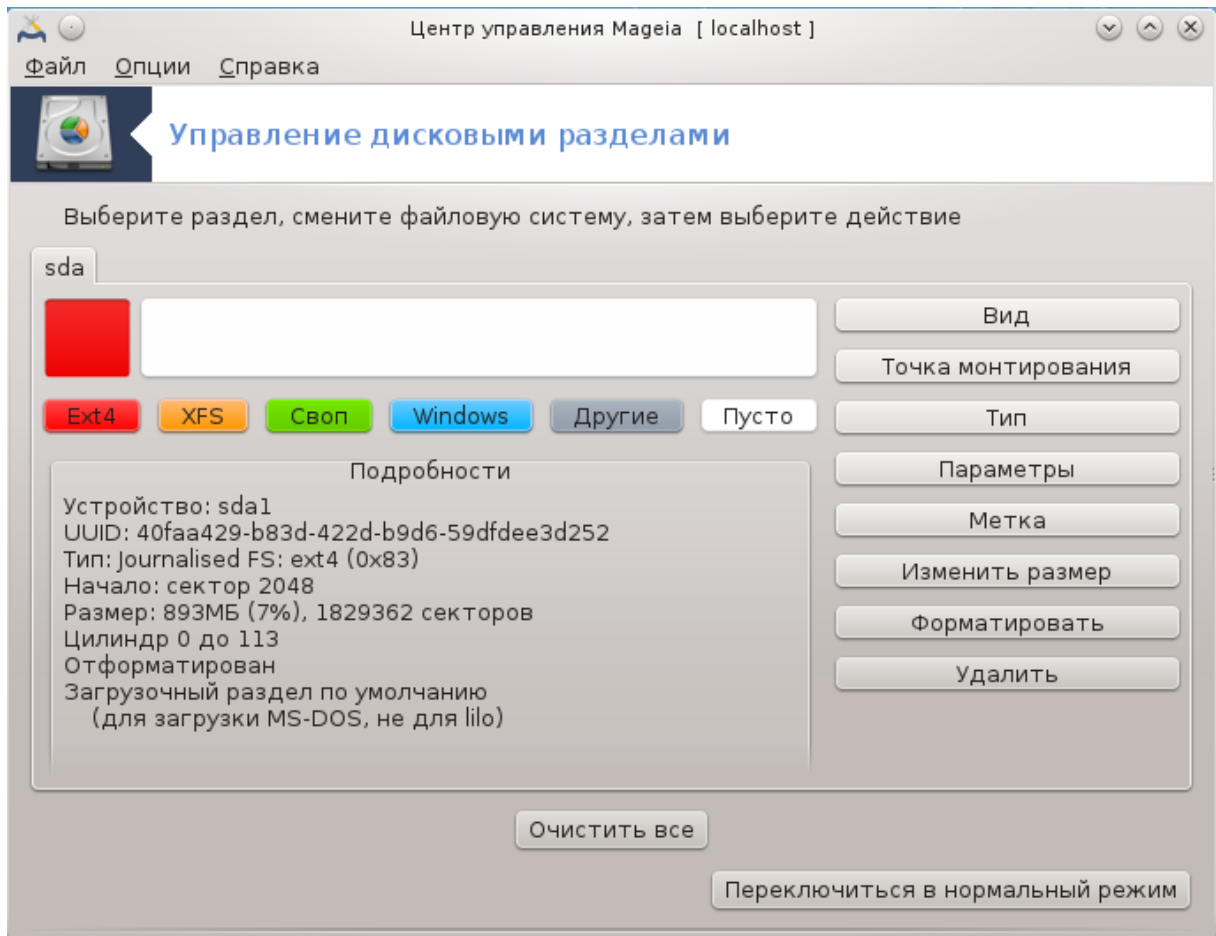 Центр управления Mageia [ localhost ]
Файл Опции Справка
Управление дисковыми разделами
Выберите раздел, смените файловую систему, затем выберите действие
sda
Ext4 XFS Своп Windows Другие Пусто
Подробности
Устройство: sda1
UUID: 40faa429-b83d-422d-b9d6-59dfdee3d252
Тип: Journalised FS: ext4 (0x83)
Начало: сектор 2048
Размер: 893МБ (7%), 1829362 секторов
Цилиндр 0 до 113
Отформатирован
Загрузочный раздел по умолчанию
(для загрузки MS-DOS, не для lilo)
Вид
Точка монтирования
Тип
Параметры
Метка
Изменить размер
Форматировать
Удалить
Очистить все
Переключиться в нормальный режим